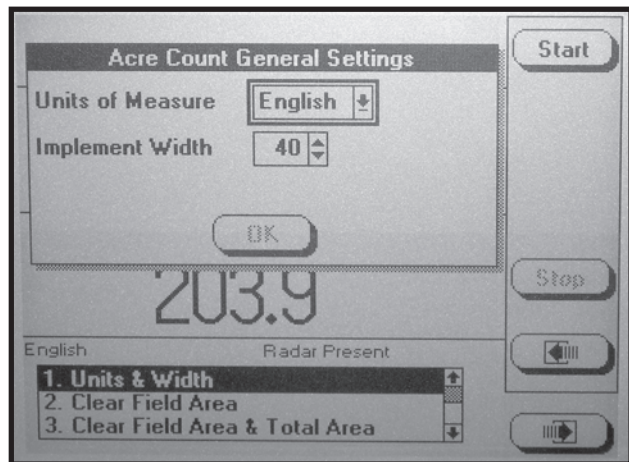 Acre Count General Settings
Units of Measure English
Implement Width 40
OK
203.9
English Radar Present
1. Units & Width
2. Clear Field Area
3. Clear Field Area & Total Area
Start
Stop